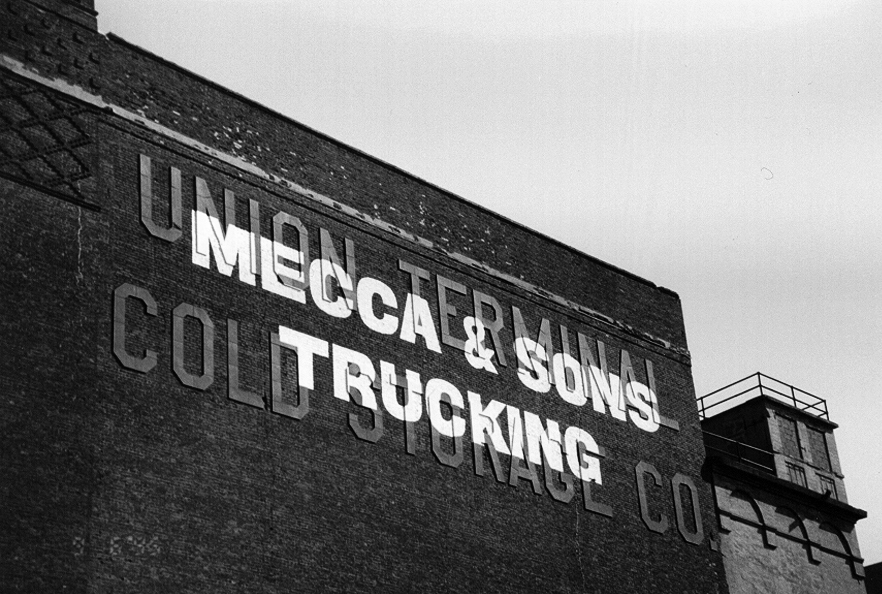 UNION TERMINAL
MECCA & SONS
TRUCKING
COLD STORAGE CO.